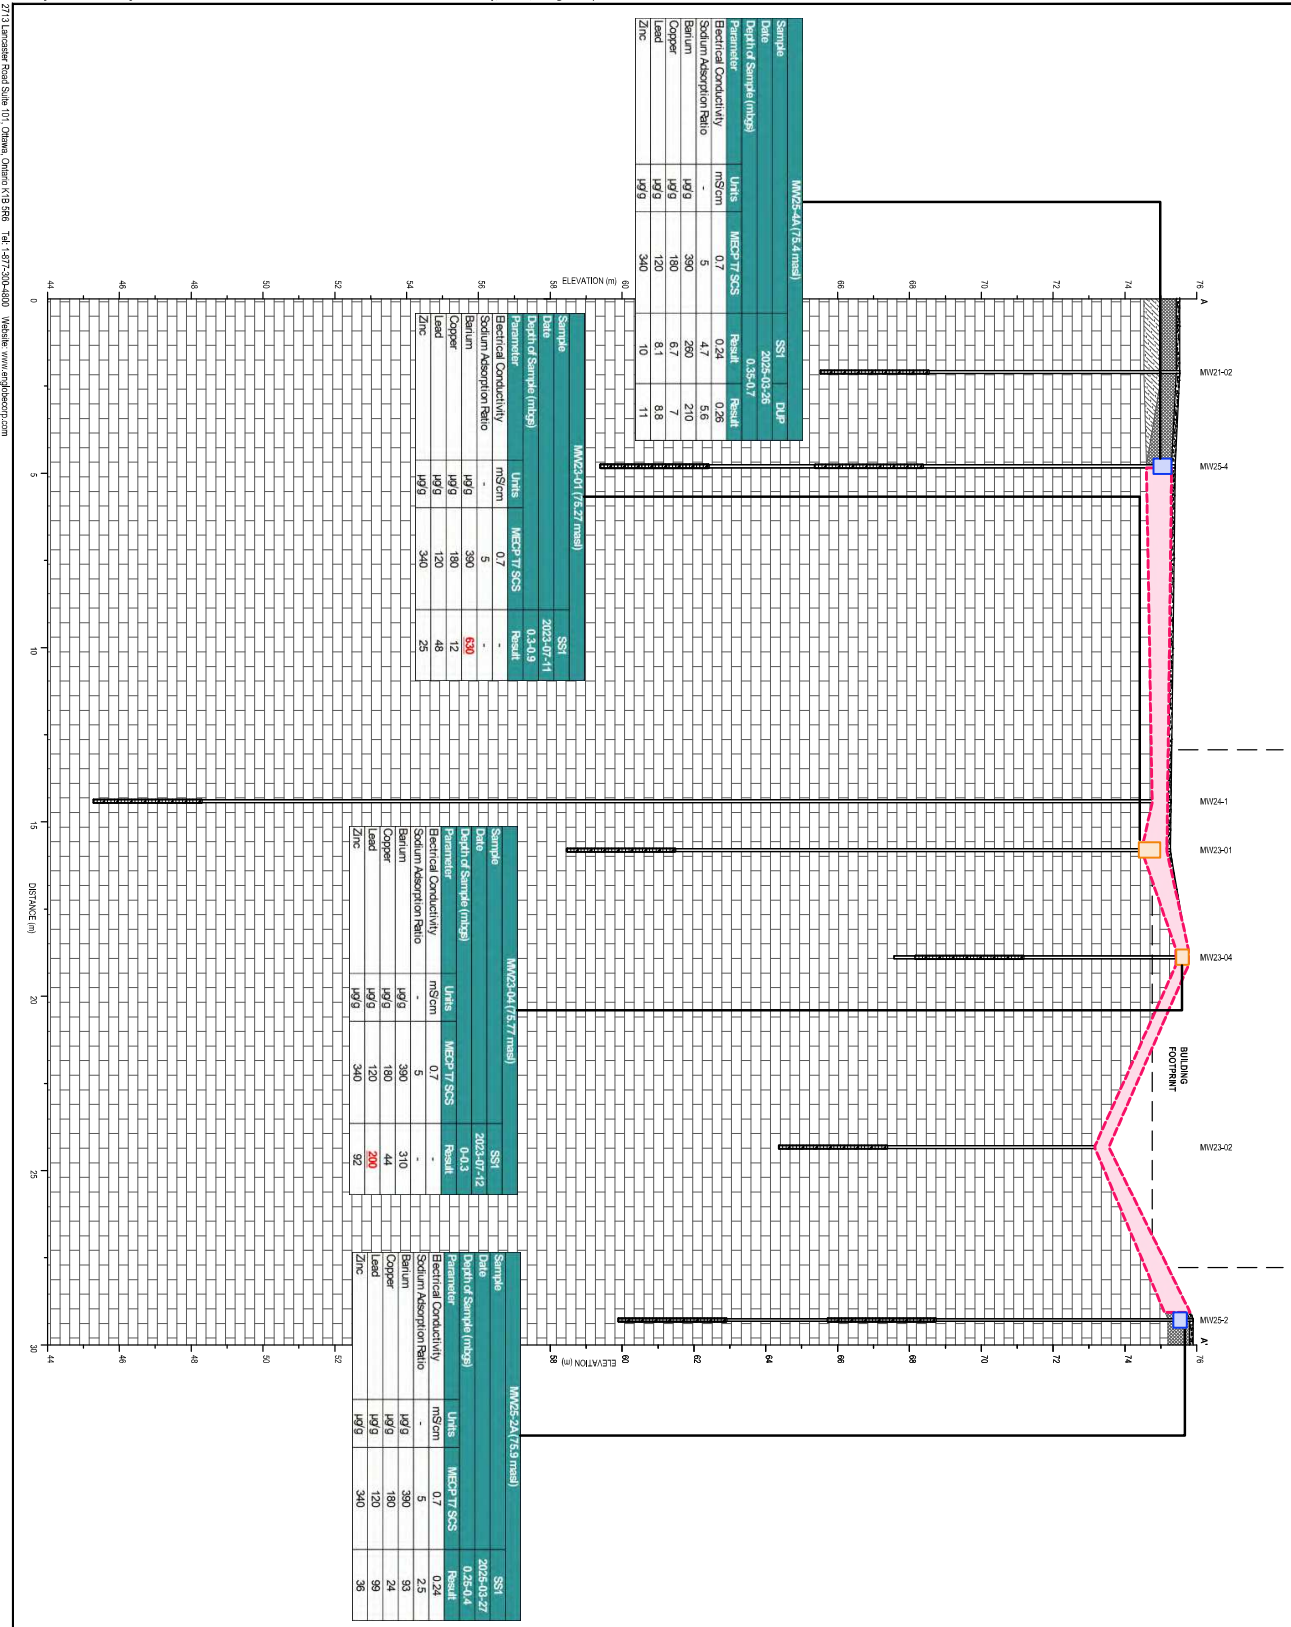 A
MW21-02
MW25-4
MW24-1
MW23-01
MW23-04
MW23-02
MW25-2
A'
BUILDING
FOOTPRINT
76
74
72
70
68
66
64
62
60
58
56
54
52
50
48
46
44
ELEVATION (m)
76
74
72
70
68
66
64
62
60
58
52
50
48
46
44
ELEVATION (m)
0
5
10
15
20
25
30
DISTANCE (m)
MW25-4A (75.4 masl)
Sample SS1 DUP
Date 2025-03-26
Depth of Sample (mbgs) 0.35-0.7
Parameter Units MECP T7 SCS Result Result
Electrical Conductivity mS/cm 0.7 0.24 0.26
Sodium Adsorption Ratio - 5 4.7 5.6
Barium µg/g 390 260 210
Copper µg/g 180 6.7 7
Lead µg/g 120 8.1 8.8
Zinc µg/g 340 10 11
MW23-01 (75.27 masl)
Sample SS1
Date 2023-07-11
Depth of Sample (mbgs) 0.3-0.9
Parameter Units MECP T7 SCS Result
Electrical Conductivity mS/cm 0.7 -
Sodium Adsorption Ratio - 5 -
Barium µg/g 390 630
Copper µg/g 180 12
Lead µg/g 120 48
Zinc µg/g 340 25
MW23-04 (75.77 masl)
Sample SS1
Date 2023-07-12
Depth of Sample (mbgs) 0-0.3
Parameter Units MECP T7 SCS Result
Electrical Conductivity mS/cm 0.7 -
Sodium Adsorption Ratio - 5 -
Barium µg/g 390 310
Copper µg/g 180 44
Lead µg/g 120 200
Zinc µg/g 340 92
MW25-2A (75.9 masl)
Sample SS1
Date 2025-03-27
Depth of Sample (mbgs) 0.25-0.4
Parameter Units MECP T7 SCS Result
Electrical Conductivity mS/cm 0.7 0.24
Sodium Adsorption Ratio - 5 2.5
Barium µg/g 390 93
Copper µg/g 180 24
Lead µg/g 120 99
Zinc µg/g 340 36
2713 Lancaster Road Suite 101, Ottawa, Ontario K1B 5R6 Tel: 1-877-300-4800 Website: www.englobecorp.com